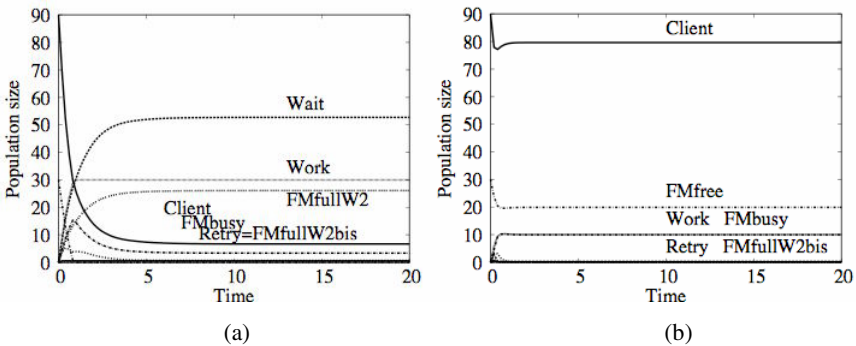 90
80
70
60
50
40
30
20
10
0
Population size
Wait
Work
FMfullW2
Client
FMbusy
Retry=FMfullW2bis
0 5 10 15 20
Time
(a)
90
80
70
60
50
40
30
20
10
0
Population size
Client
FMfree
Work FMbusy
Retry FMfullW2bis
0 5 10 15 20
Time
(b)